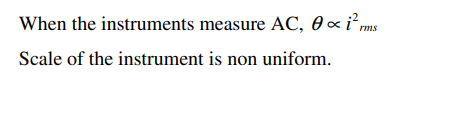 When the instruments measure AC, θ ∝ i²rms
Scale of the instrument is non uniform.